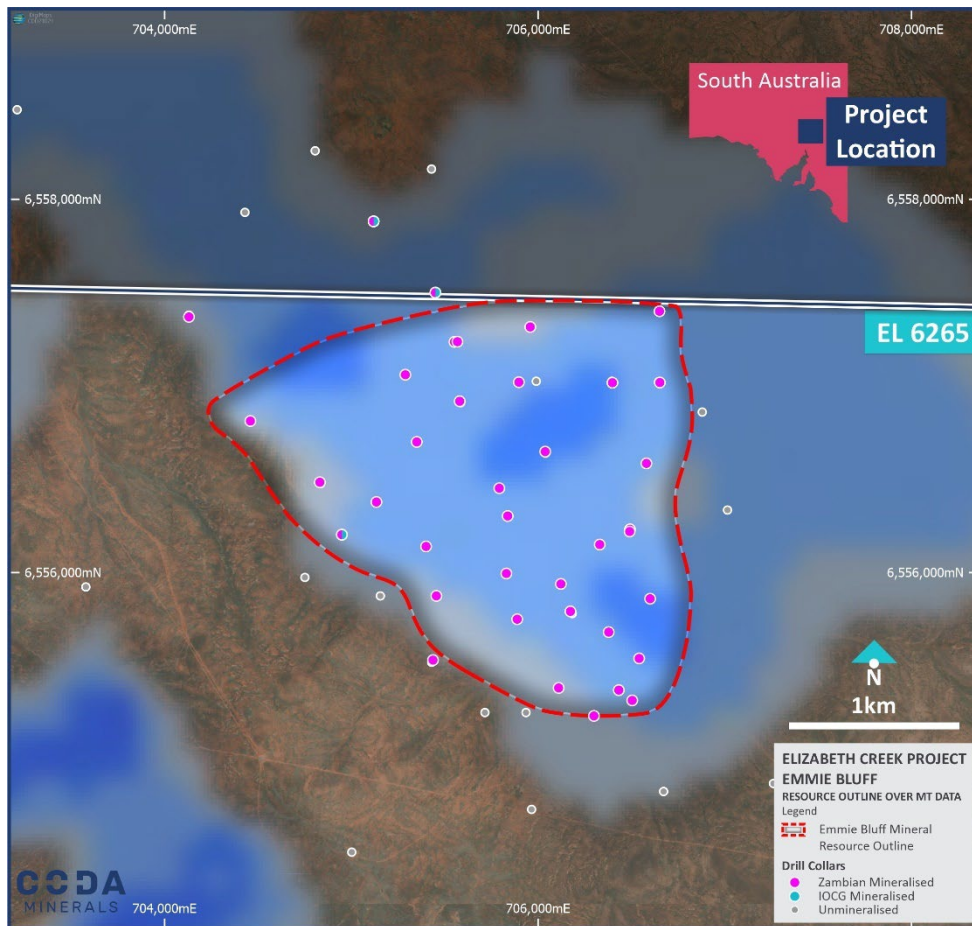 704,000mE
706,000mE
708,000mE
South Australia
Project
Location
6,558,000mN
6,558,000mN
EL 6265
6,556,000mN
6,556,000mN
N
1km
ELIZABETH CREEK PROJECT
EMMIE BLUFF
RESOURCE OUTLINE OVER MT DATA
Legend
Emmie Bluff Mineral
Resource Outline
Drill Collars
Zambian Mineralised
IOCG Mineralised
Unmineralised
CODA
MINERALS
704,000mE
706,000mE